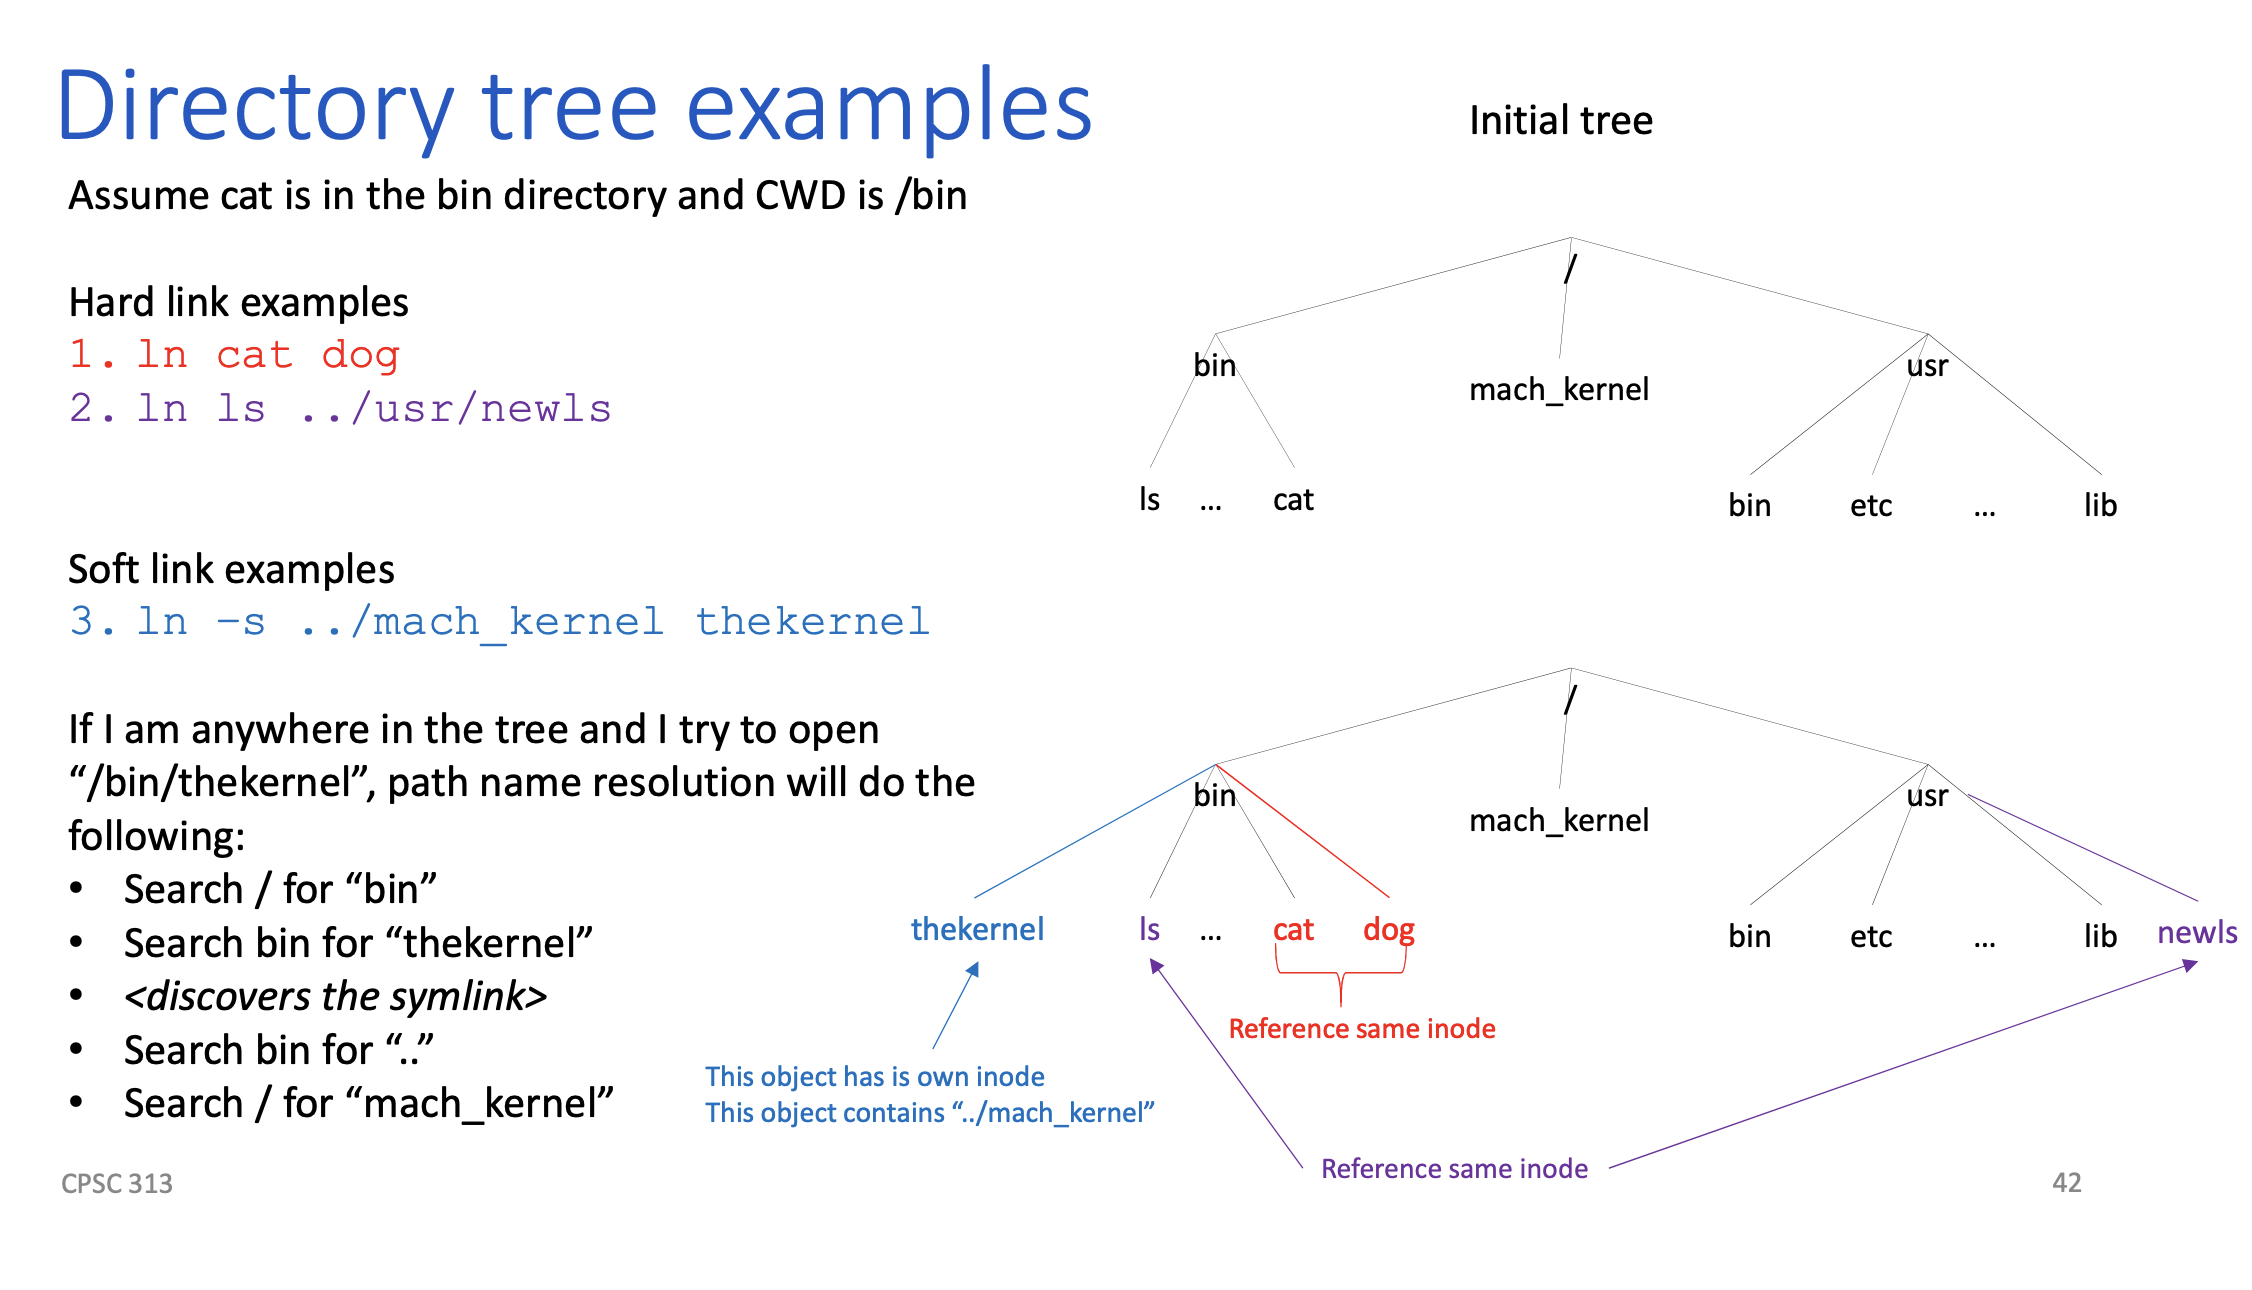 Directory tree examples
Assume cat is in the bin directory and CWD is /bin
Hard link examples
1. ln cat dog
2. ln ls ../usr/newls
Soft link examples
3. ln –s ../mach_kernel thekernel
If I am anywhere in the tree and I try to open
“/bin/thekernel”, path name resolution will do the
following:
• Search / for “bin”
• Search bin for “thekernel”
• <discovers the symlink>
• Search bin for “..”
• Search / for “mach_kernel”
Initial tree
/
bin
mach_kernel
usr
ls ... cat
bin etc ... lib
/
bin
mach_kernel
usr
thekernel ls ... cat dog
bin etc ... lib newls
Reference same inode
This object has is own inode
This object contains “../mach_kernel”
Reference same inode
CPSC 313
42